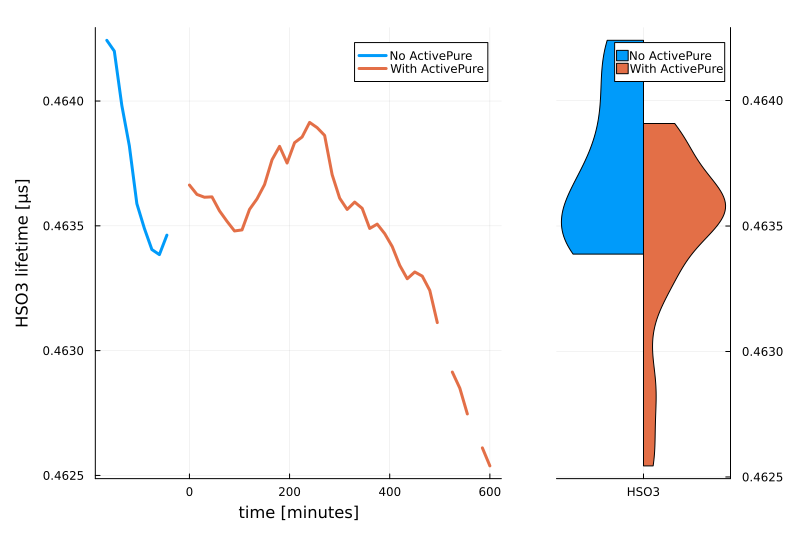 No ActivePure
With ActivePure
0.4640
0.4635
0.4630
0.4625
HSO3 lifetime [µs]
0
200
400
600
time [minutes]
No ActivePure
With ActivePure
0.4640
0.4635
0.4630
0.4625
HSO3